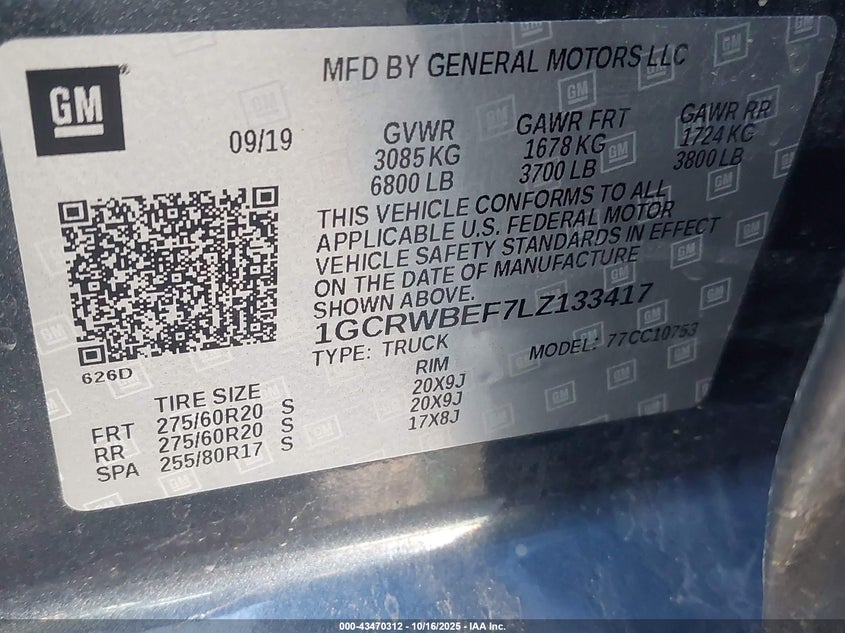 MFD BY GENERAL MOTORS LLC
GM
09/19
GVWR GAWR FRT GAWR RR
3085 KG 1678 KG 1724 KG
6800 LB 3700 LB 3800 LB
THIS VEHICLE CONFORMS TO ALL
APPLICABLE U.S. FEDERAL MOTOR
VEHICLE SAFETY STANDARDS IN EFFECT
ON THE DATE OF MANUFACTURE
SHOWN ABOVE.
1GCRWBEF7LZ133417
TYPE: TRUCK MODEL: 77CC10753
626D
TIRE SIZE RIM
FRT 275/60R20 S 20X9J
RR 275/60R20 S 20X9J
SPA 255/80R17 S 17X8J
000-43470312 - 10/16/2025 - IAA Inc.